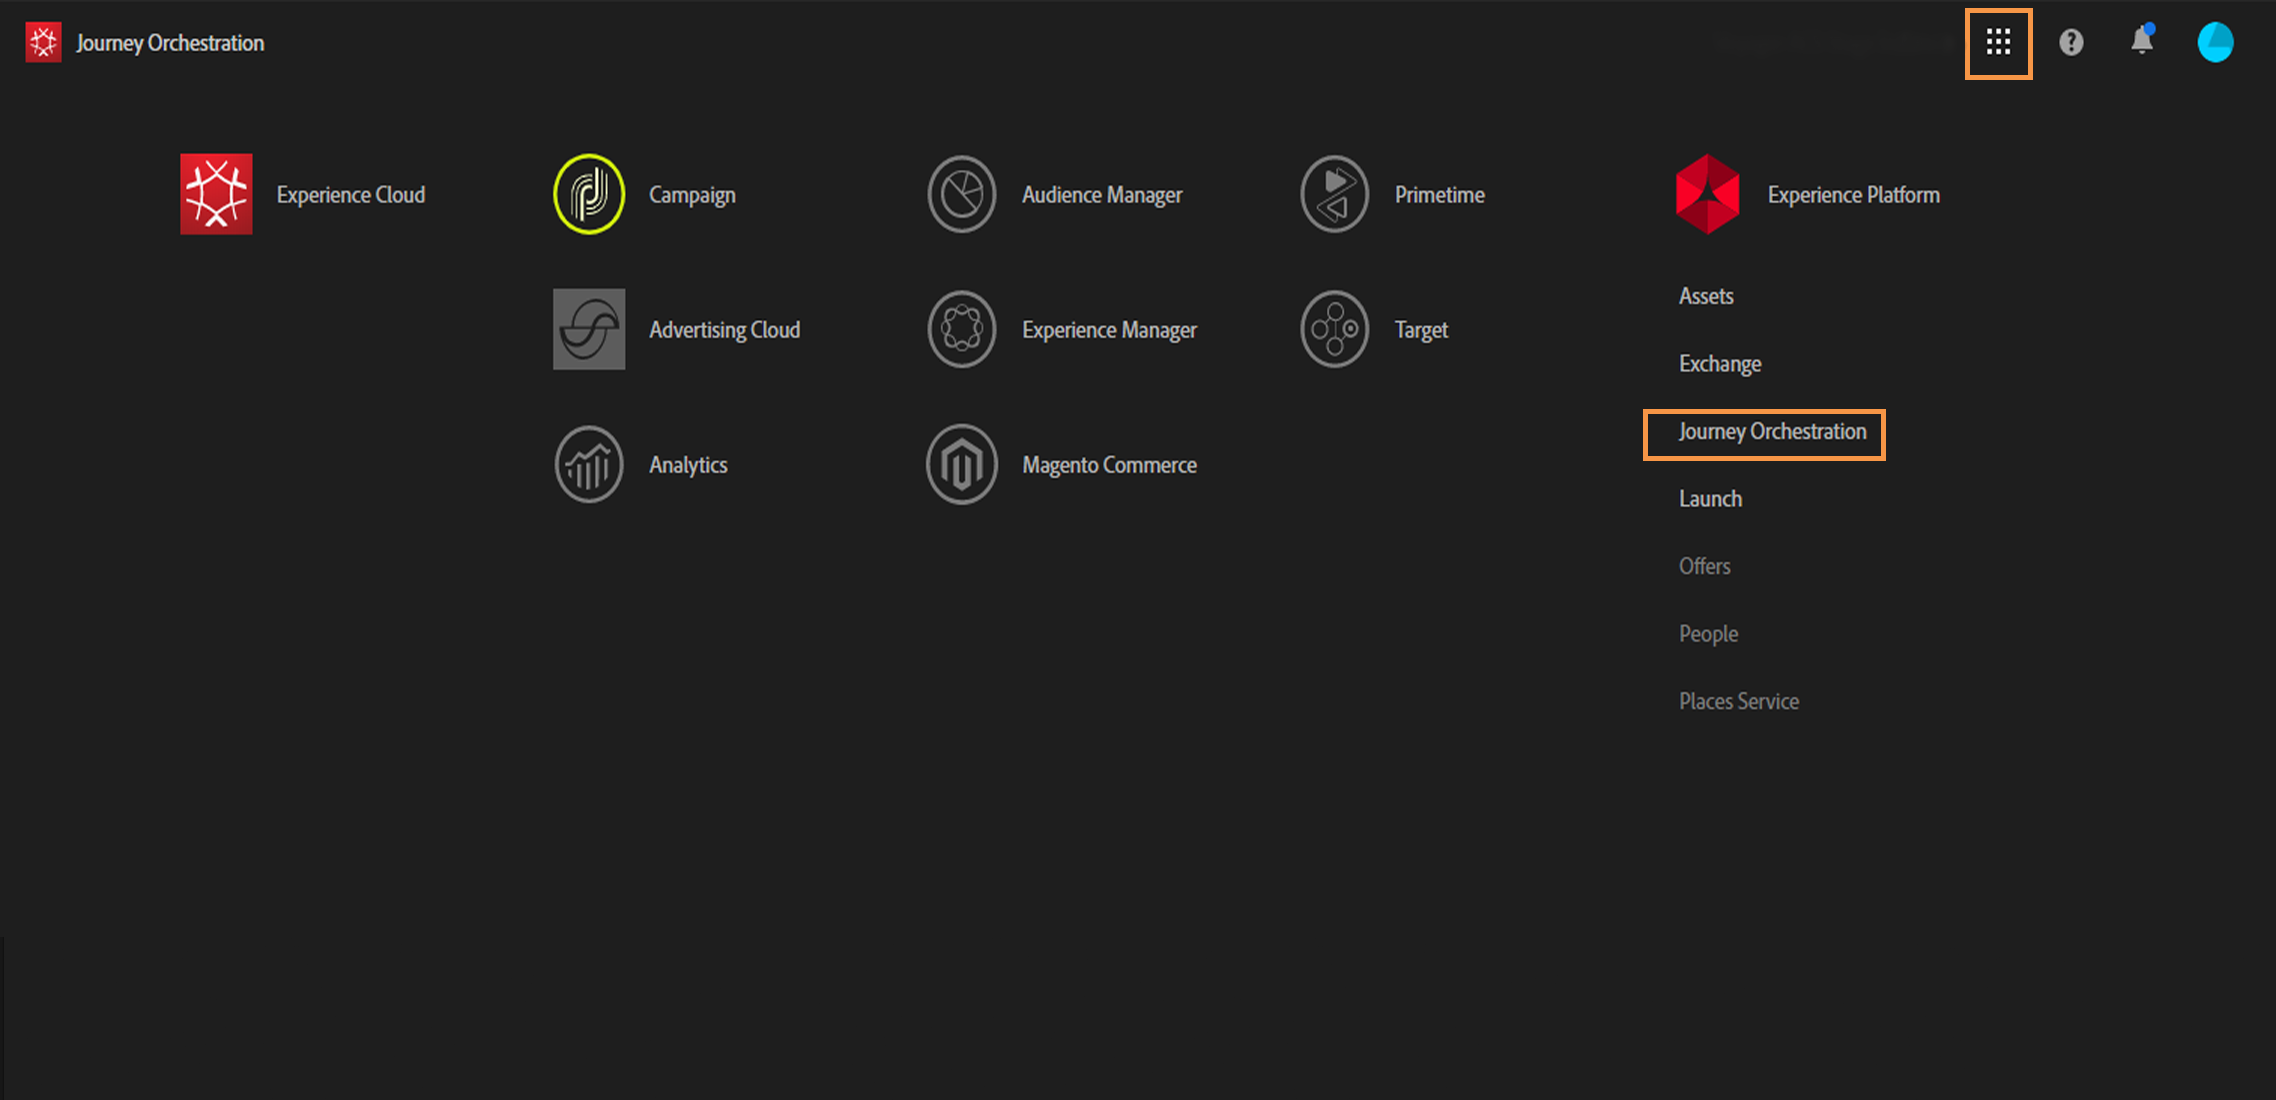 Journey Orchestration
Experience Cloud
Campaign
Audience Manager
Primetime
Experience Platform
Advertising Cloud
Experience Manager
Target
Analytics
Magento Commerce
Assets
Exchange
Journey Orchestration
Launch
Offers
People
Places Service